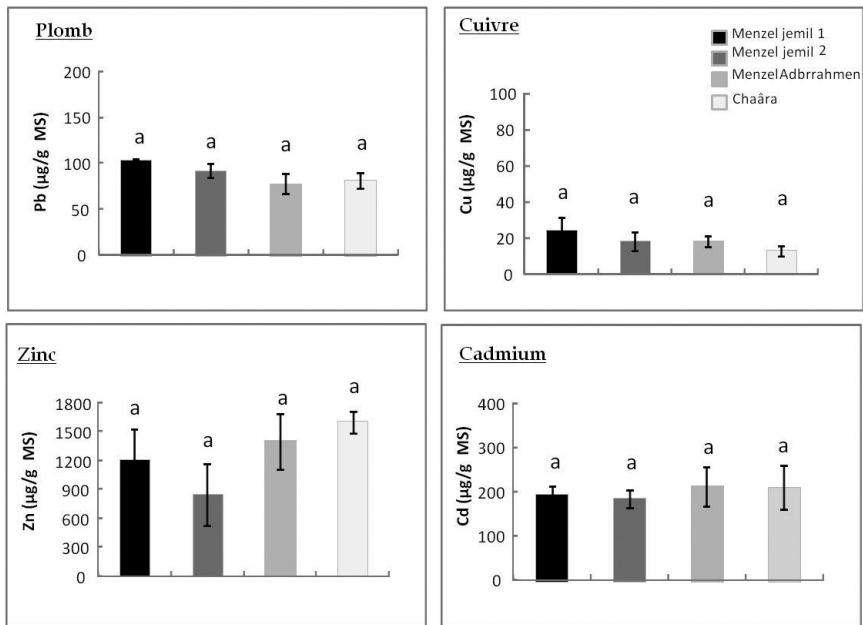 Plomb
Pb (µg/g MS)
200
150
100
50
0
a a a a
Cuivre
Menzel jemil 1
Menzel jemil 2
MenzelAdbrrahmen
Chaâra
Cu (µg/g MS)
100
80
60
40
20
0
a a a a
Zinc
Zn (µg/g MS)
1800
1500
1200
900
600
300
0
a a a a
Cadmium
Cd (µg/g MS)
400
300
200
100
0
a a a a